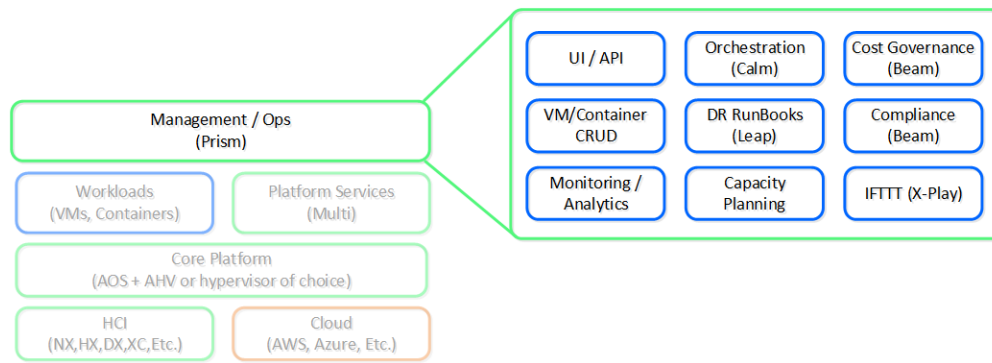 Management / Ops
(Prism)
Workloads
(VMs, Containers)
Platform Services
(Multi)
Core Platform
(AOS + AHV or hypervisor of choice)
HCI
(NX,HX,DX,XC,Etc.)
Cloud
(AWS, Azure, Etc.)
UI / API
Orchestration
(Calm)
Cost Governance
(Beam)
VM/Container
CRUD
DR RunBooks
(Leap)
Compliance
(Beam)
Monitoring /
Analytics
Capacity
Planning
IFTTT (X-Play)